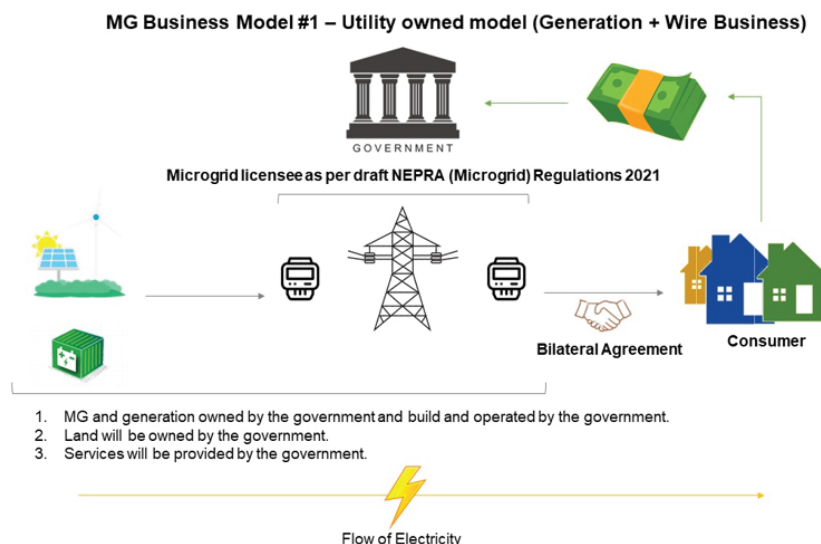 MG Business Model #1 – Utility owned model (Generation + Wire Business)
GOVERNMENT
Microgrid licensee as per draft NEPRA (Microgrid) Regulations 2021
Bilateral Agreement
Consumer
1. MG and generation owned by the government and build and operated by the government.
2. Land will be owned by the government.
3. Services will be provided by the government.
Flow of Electricity